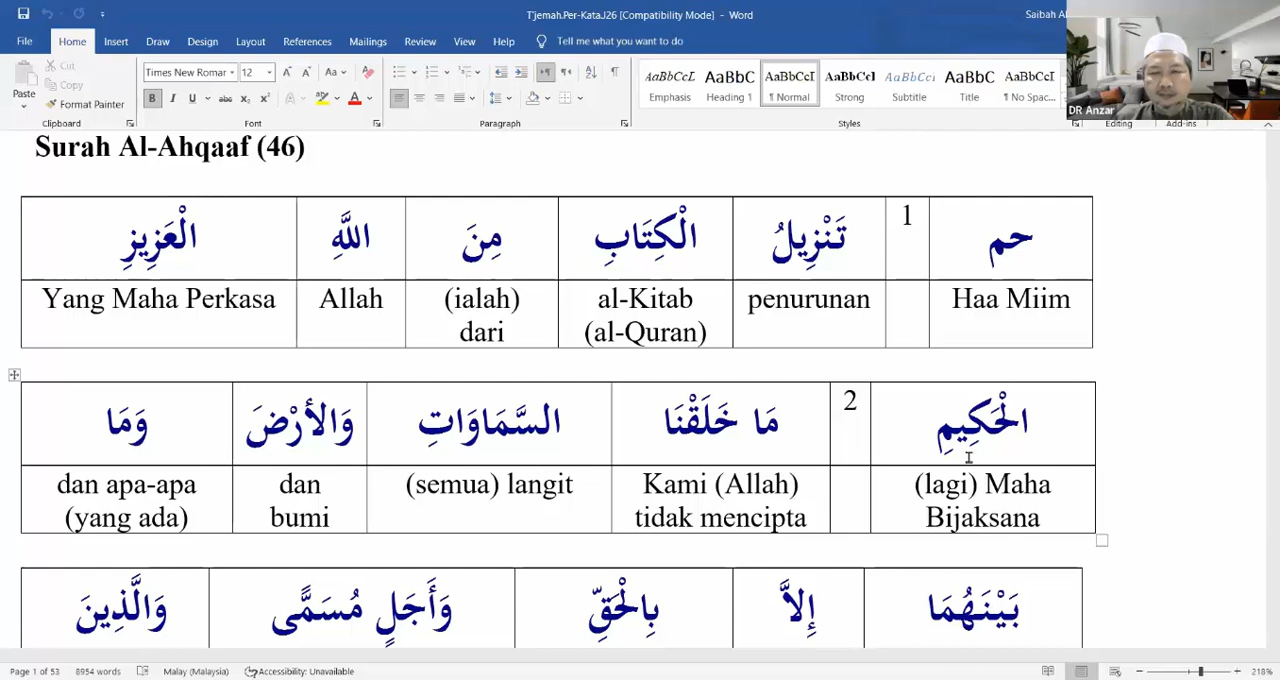 T'jemah.Per-KataJ26 [Compatibility Mode] - Word
Saibah Al
File Home Insert Draw Design Layout References Mailings Review View Help Tell me what you want to do
Paste
Cut
Copy
Format Painter
Times New Romar 12
Clipboard Font Paragraph Styles Editing Add-ins
AaBbCcL AaBbC AaBbCcI AaBbCcI AaBbCcI AaBbC AaBbCcI
Emphasis Heading 1 ¶ Normal Strong Subtitle Title ¶ No Spac...
DR Anzar
Surah Al-Ahqaaf (46)
حم 1 تَنْزِيلُ الْكِتَابِ مِنَ اللَّهِ الْعَزِيزِ
Yang Maha Perkasa Allah (ialah) dari al-Kitab (al-Quran) penurunan Haa Miim
الْحَكِيمِ 2 مَا خَلَقْنَا السَّمَاوَاتِ وَالأرْضَ وَمَا
dan apa-apa (yang ada) dan bumi (semua) langit Kami (Allah) tidak mencipta (lagi) Maha Bijaksana
بَيْنَهُمَا إِلاَّ بِالْحَقِّ وَأَجَلٍ مُسَمًّى وَالَّذِينَ
Page 1 of 53 8954 words Malay (Malaysia) Accessibility: Unavailable 218%